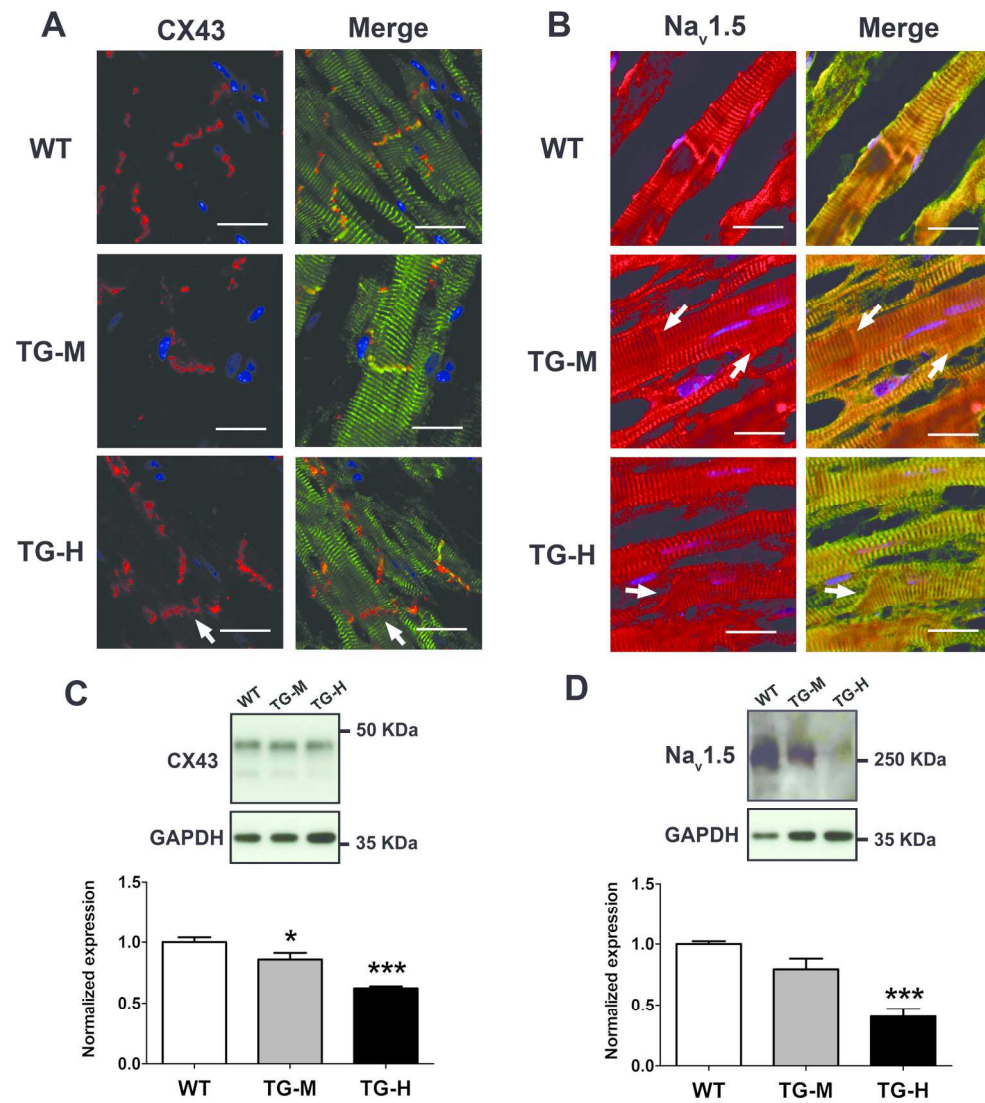 A
CX43 Merge
WT
TG-M
TG-H
B
Nav1.5 Merge
WT
TG-M
TG-H
C
WT TG-M TG-H
50 KDa
CX43
GAPDH
35 KDa
Normalized expression
1.5
1.0
0.5
0.0
*
***
WT TG-M TG-H
D
WT TG-M TG-H
Nav1.5
250 KDa
GAPDH
35 KDa
Normalized expression
1.5
1.0
0.5
0.0
***
WT TG-M TG-H